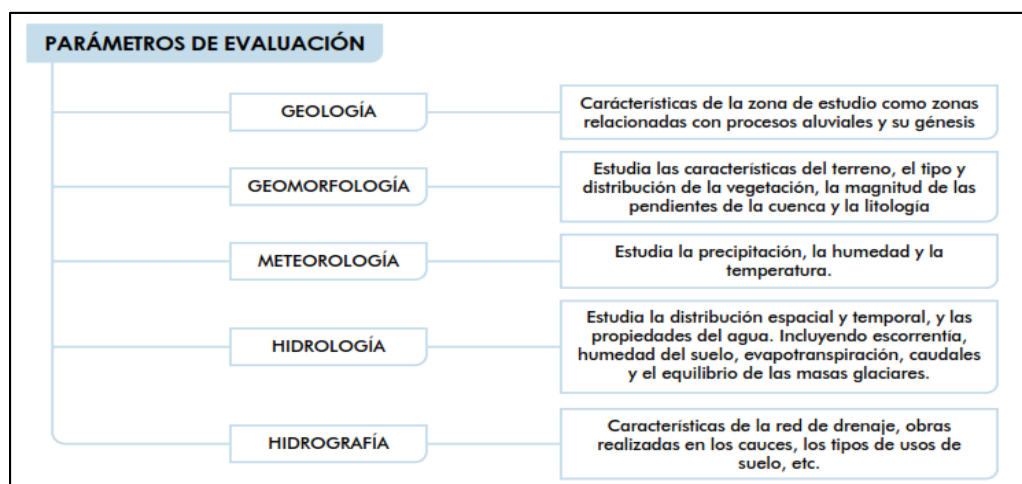 PARÁMETROS DE EVALUACIÓN
GEOLOGÍA
Carácterísticas de la zona de estudio como zonas
relacionadas con procesos aluviales y su génesis
GEOMORFOLOGÍA
Estudia las características del terreno, el tipo y
distribución de la vegetación, la magnitud de las
pendientes de la cuenca y la litología
METEOROLOGÍA
Estudia la precipitación, la humedad y la
temperatura.
HIDROLOGÍA
Estudia la distribución espacial y temporal, y las
propiedades del agua. Incluyendo escorrentía,
humedad del suelo, evapotranspiración, caudales
y el equilibrio de las masas glaciares.
HIDROGRAFÍA
Características de la red de drenaje, obras
realizadas en los cauces, los tipos de usos de
suelo, etc.